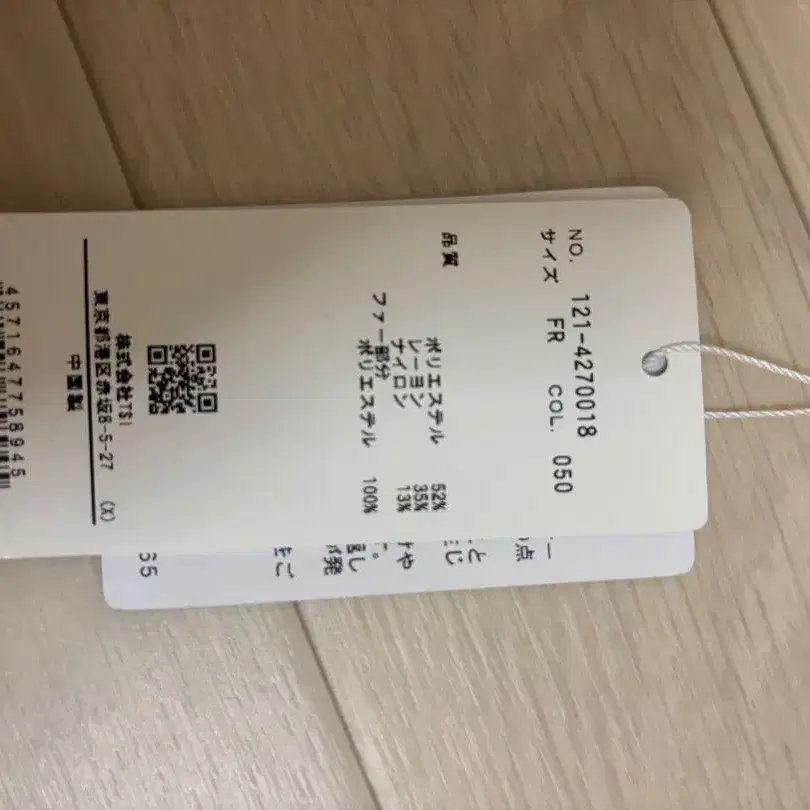 NO. 121-4270018
サイズ FR COL. 050
品質
ポリエステル 52%
レーヨン 35%
ナイロン 13%
ファー部分
ポリエステル 100%
株式会社TSI
東京都港区赤坂8-5-27 (X)
中国製
4571647758945